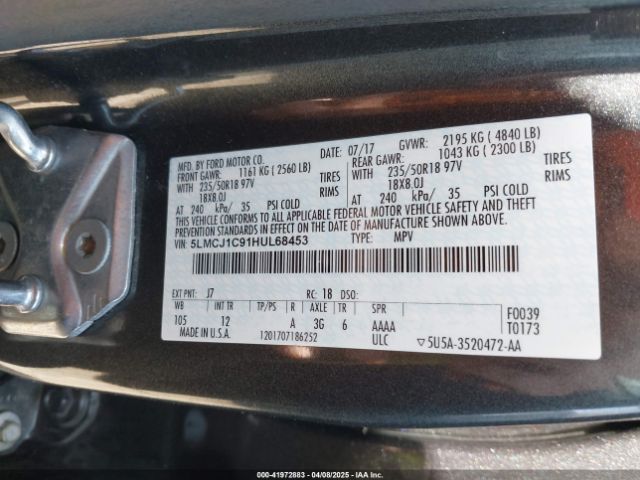 MFD. BY FORD MOTOR CO. DATE: 07/17 GVWR: 2195 KG ( 4840 LB)
FRONT GAWR: 1161 KG ( 2560 LB) REAR GAWR: 1043 KG ( 2300 LB)
WITH 235/50R18 97V TIRES WITH 235/50R18 97V TIRES
18X8.0J RIMS 18X8.0J RIMS
AT 240 kPa/ 35 PSI COLD AT 240 kPa/ 35 PSI COLD
THIS VEHICLE CONFORMS TO ALL APPLICABLE FEDERAL MOTOR VEHICLE SAFETY AND THEFT
PREVENTION STANDARDS IN EFFECT ON THE DATE OF MANUFACTURE SHOWN ABOVE.
VIN: 5LMCJ1C91HUL68453 TYPE: MPV
EXT PNT: J7 RC: 18 DSO:
WB INT TR TP/PS R AXLE TR SPR F0039
105 12 A 3G 6 AAAA T0173
MADE IN U.S.A. 1201707186252 ULC ▽5U5A-3520472-AA
000-41972883 | 04/08/2025 - IAA Inc.